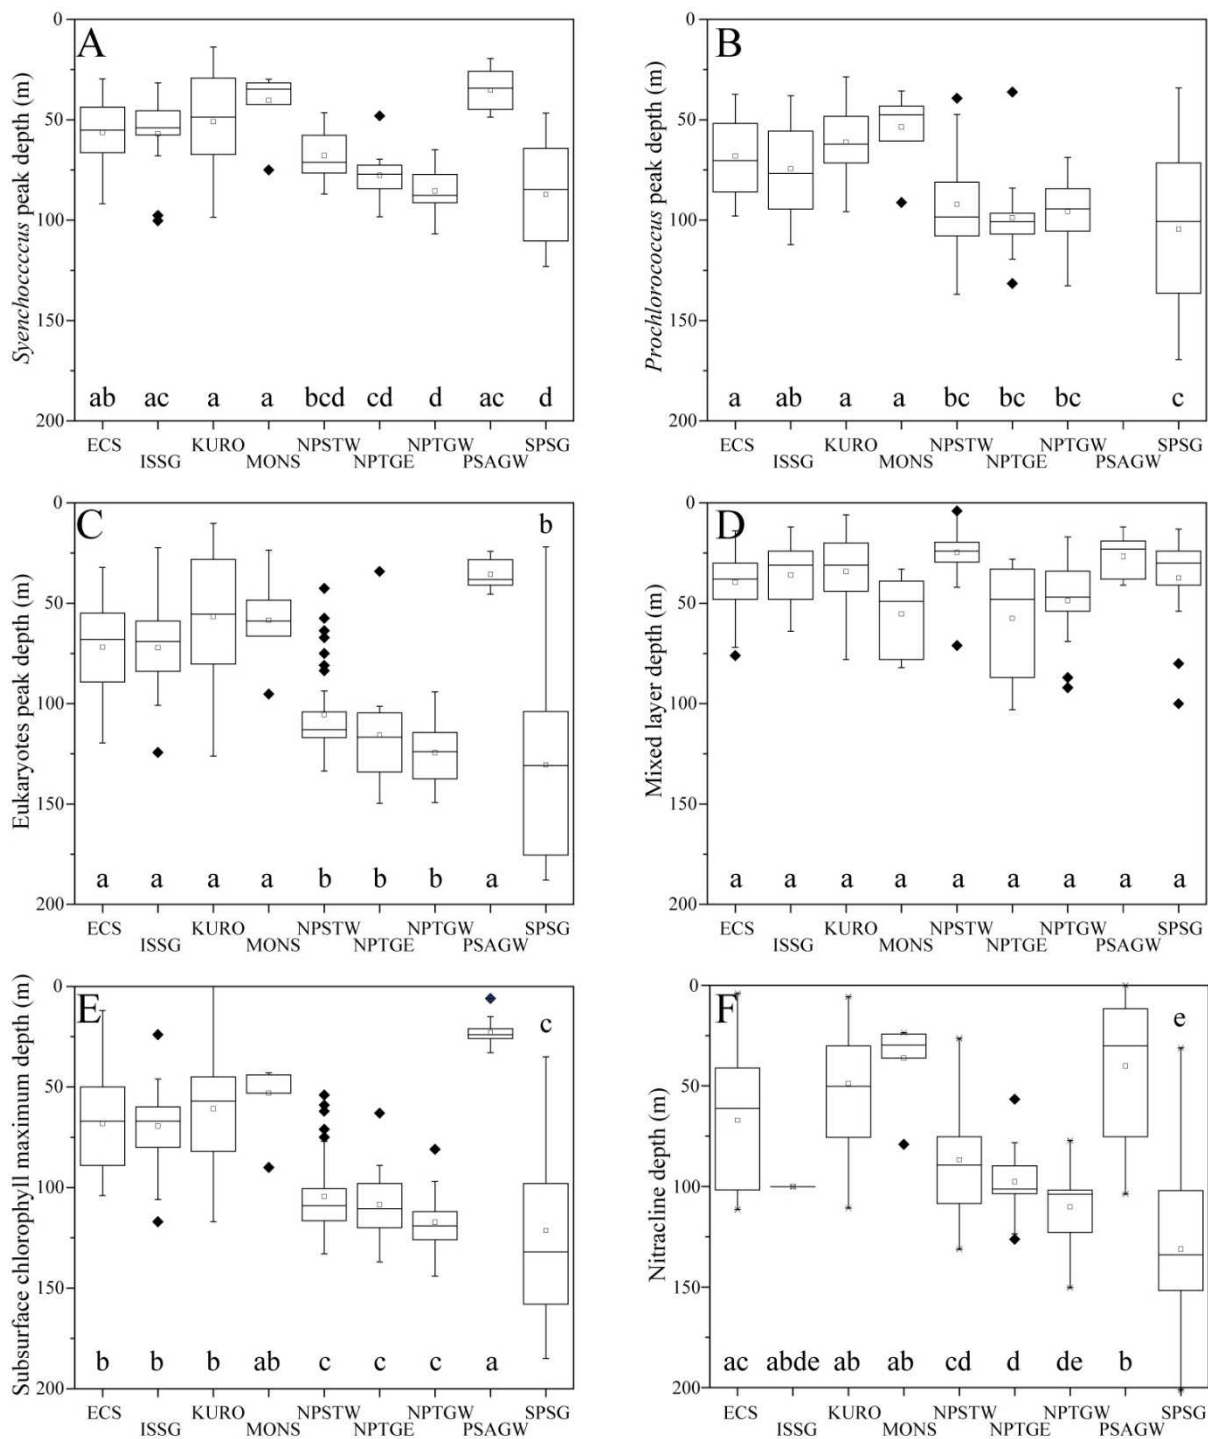 A
Syenchoccccus peak depth (m)
0
50
100
150
200
ab ac a a bcd cd d ac d
ECS KURO NPSTW NPTGW SPSG
ISSG MONS NPTGE PSAGW
B
Prochlorococcus peak depth (m)
0
50
100
150
200
a ab a a bc bc bc c
ECS KURO NPSTW NPTGW SPSG
ISSG MONS NPTGE PSAGW
C
b
Eukaryotes peak depth (m)
0
50
100
150
200
a a a a b b b a
ECS KURO NPSTW NPTGW SPSG
ISSG MONS NPTGE PSAGW
D
Mixed layer depth (m)
0
50
100
150
200
a a a a a a a a a
ECS KURO NPSTW NPTGW SPSG
ISSG MONS NPTGE PSAGW
E
c
Subsurface chlorophyll maximum depth (m)
0
50
100
150
200
b b b ab c c c a
ECS KURO NPSTW NPTGW SPSG
ISSG MONS NPTGE PSAGW
F
e
Nitracline depth (m)
0
50
100
150
200
ac abde ab ab cd d de b
ECS KURO NPSTW NPTGW SPSG
ISSG MONS NPTGE PSAGW